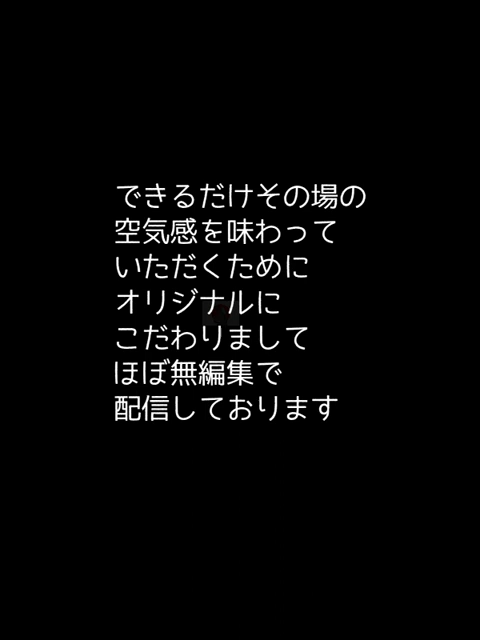 できるだけその場の
空気感を味わって
いただくために
オリジナルに
こだわりまして
ほぼ無編集で
配信しております